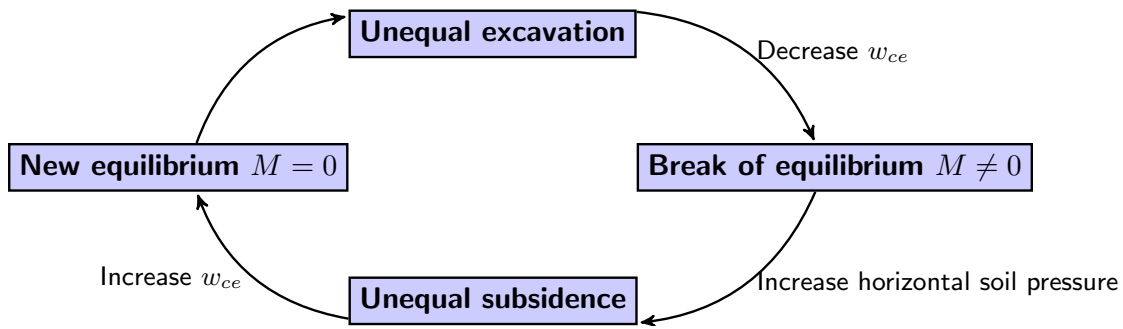 Unequal excavation
Decrease $w_{ce}$
New equilibrium $M = 0$
Break of equilibrium $M \neq 0$
Increase $w_{ce}$
Increase horizontal soil pressure
Unequal subsidence